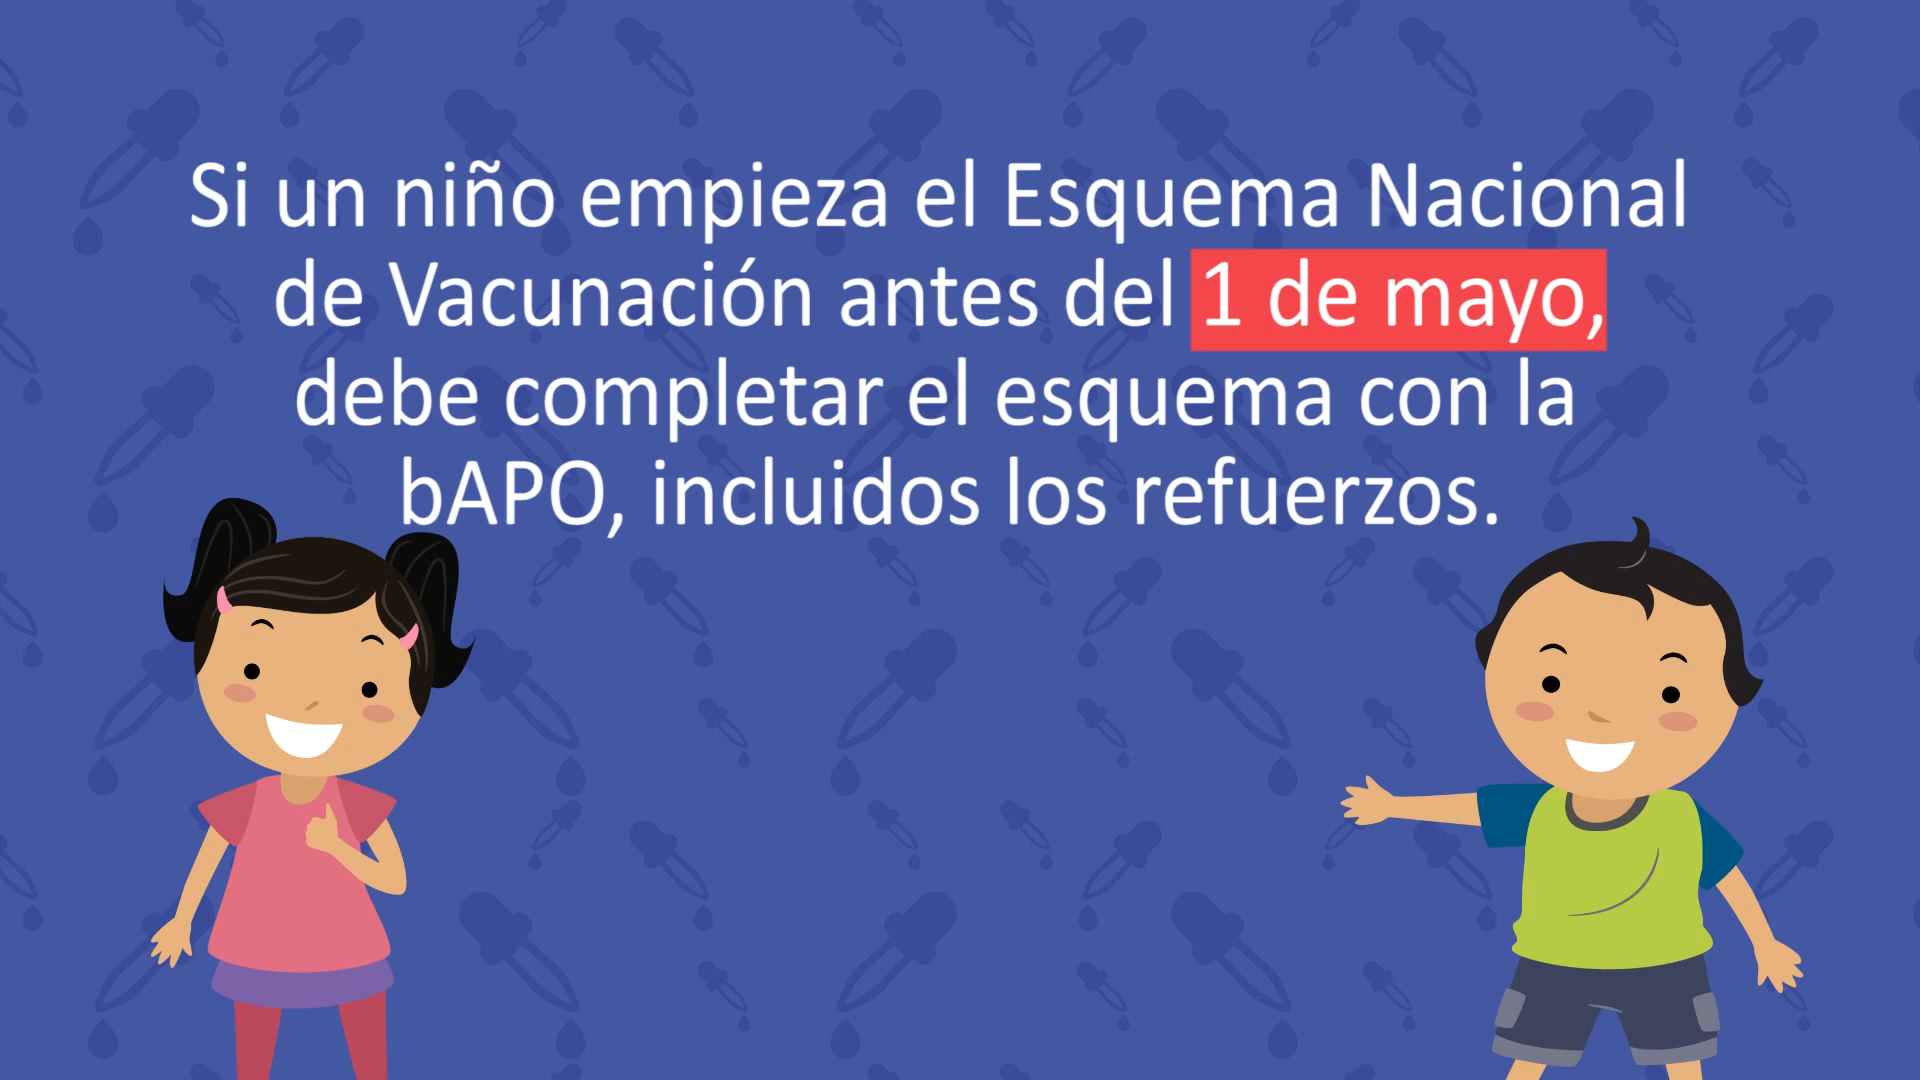 Si un niño empieza el Esquema Nacional
de Vacunación antes del 1 de mayo,
debe completar el esquema con la
bAPO, incluidos los refuerzos.